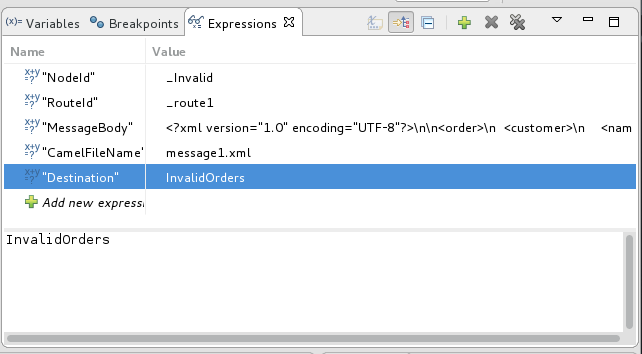 (x)= Variables Breakpoints Expressions
Name Value
"NodeId" _Invalid
"RouteId" _route1
"MessageBody" <?xml version="1.0" encoding="UTF-8"?>\n\n<order>\n <customer>\n <nam
"CamelFileName" message1.xml
"Destination" InvalidOrders
Add new expressi
InvalidOrders